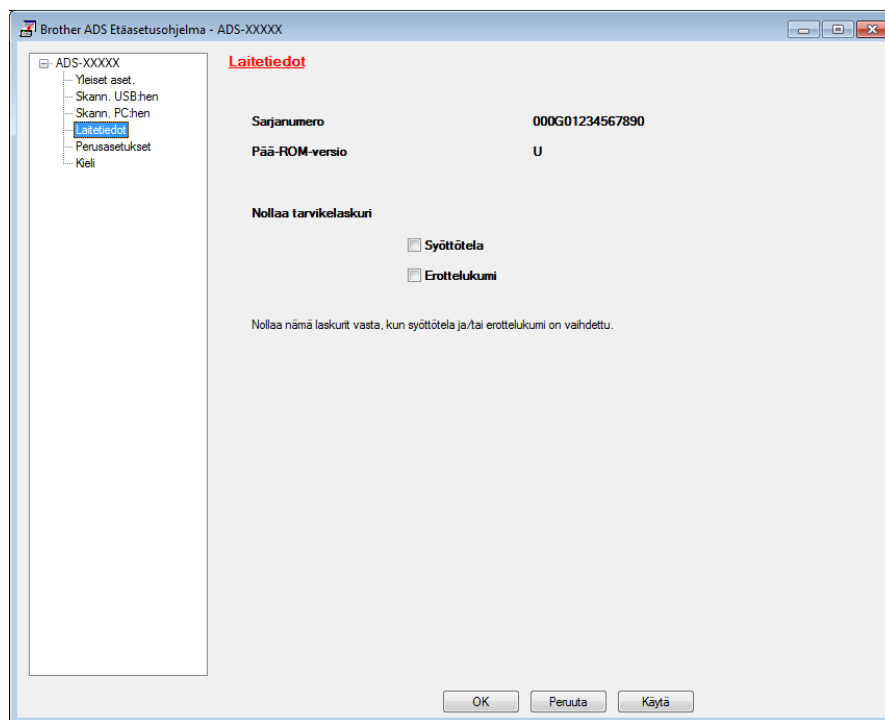 Brother ADS Etäasetusohjelma - ADS-XXXXX
ADS-XXXXX
Yleiset aset.
Skann. USB:hen
Skann. PC:hen
Laitetiedot
Perusasetukset
Kieli
Laitetiedot
Sarjanumero 000G01234567890
Pää-ROM-versio U
Nollaa tarvikelaskuri
Syöttötela
Erottelukumi
Nollaa nämä laskurit vasta, kun syöttötela ja/tai erottelukumi on vaihdettu.
OK Peruuta Käytä